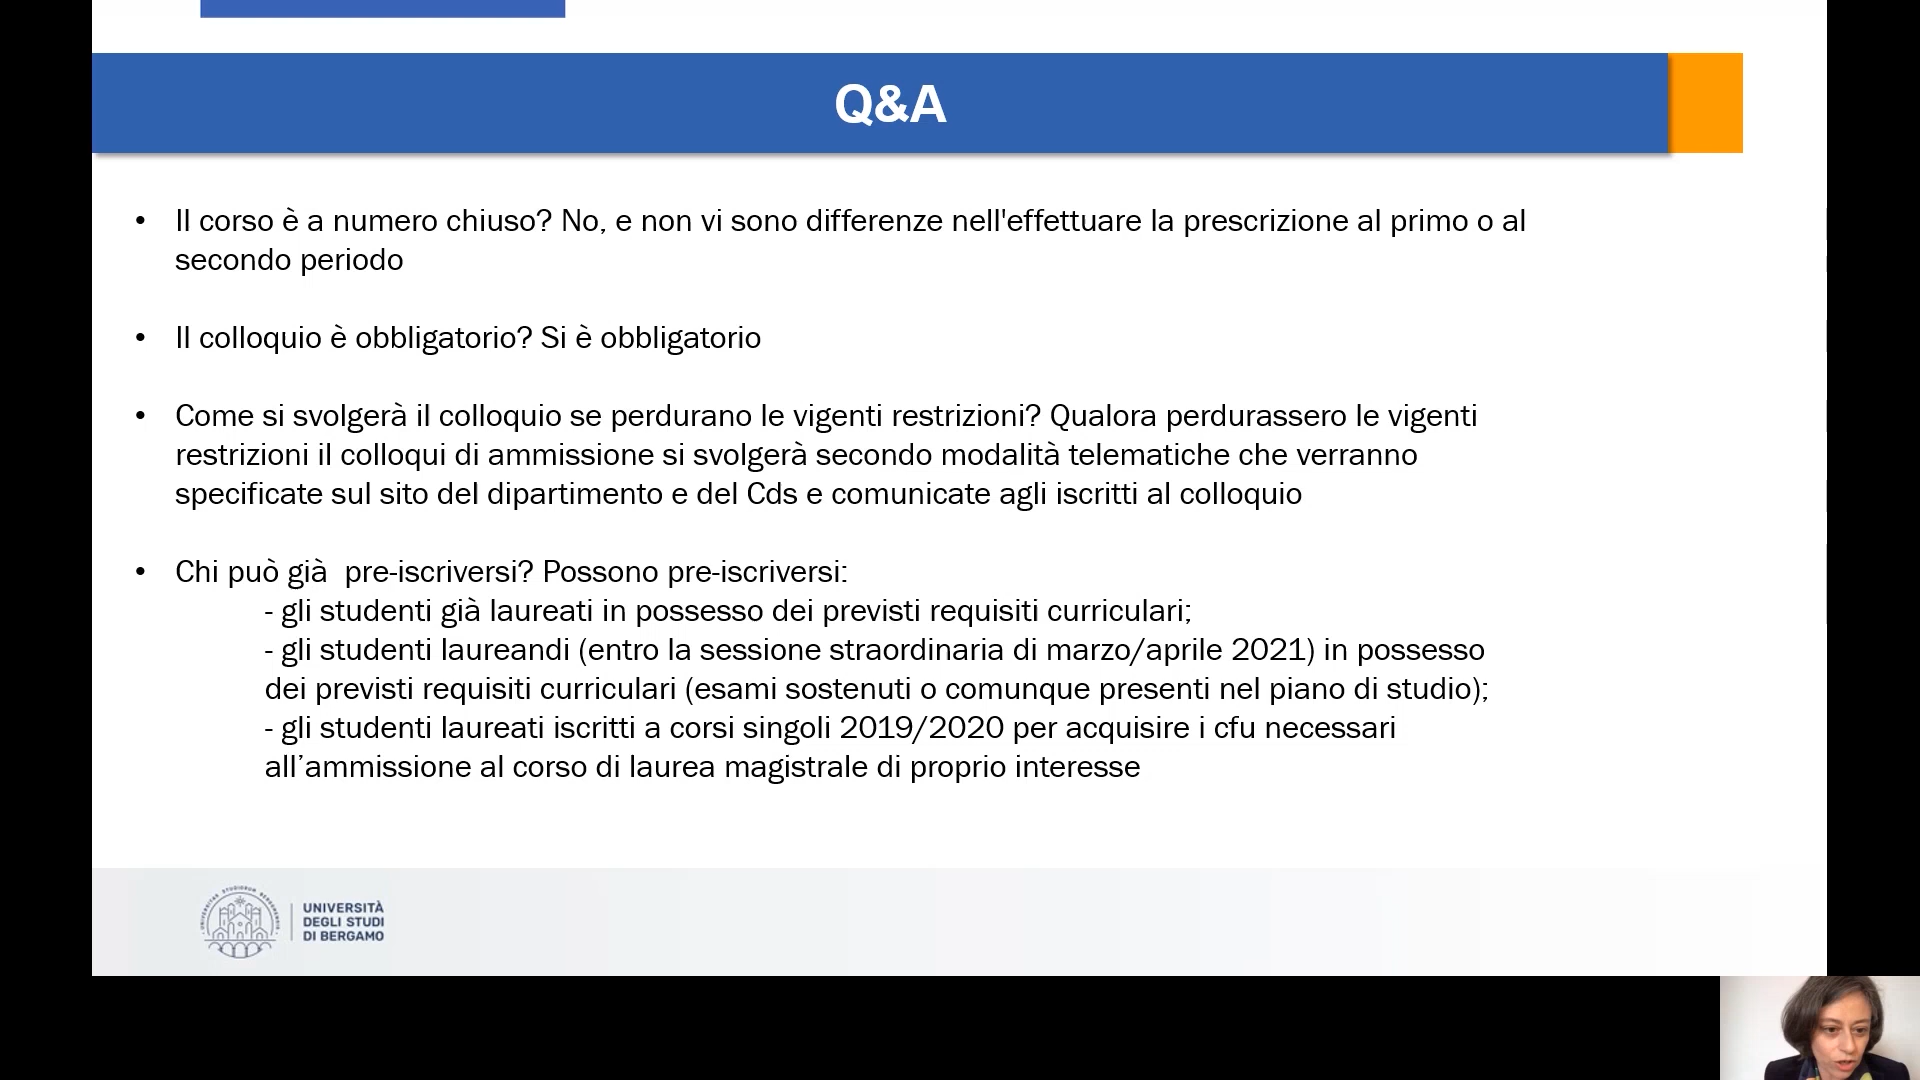 Q&A
• Il corso è a numero chiuso? No, e non vi sono differenze nell'effettuare la prescrizione al primo o al
secondo periodo
• Il colloquio è obbligatorio? Si è obbligatorio
• Come si svolgerà il colloquio se perdurano le vigenti restrizioni? Qualora perdurassero le vigenti
restrizioni il colloqui di ammissione si svolgerà secondo modalità telematiche che verranno
specificate sul sito del dipartimento e del Cds e comunicate agli iscritti al colloquio
• Chi può già  pre-iscriversi? Possono pre-iscriversi:
- gli studenti già laureati in possesso dei previsti requisiti curriculari;
- gli studenti laureandi (entro la sessione straordinaria di marzo/aprile 2021) in possesso
dei previsti requisiti curriculari (esami sostenuti o comunque presenti nel piano di studio);
- gli studenti laureati iscritti a corsi singoli 2019/2020 per acquisire i cfu necessari
all’ammissione al corso di laurea magistrale di proprio interesse
UNIVERSITÀ
DEGLI STUDI
DI BERGAMO